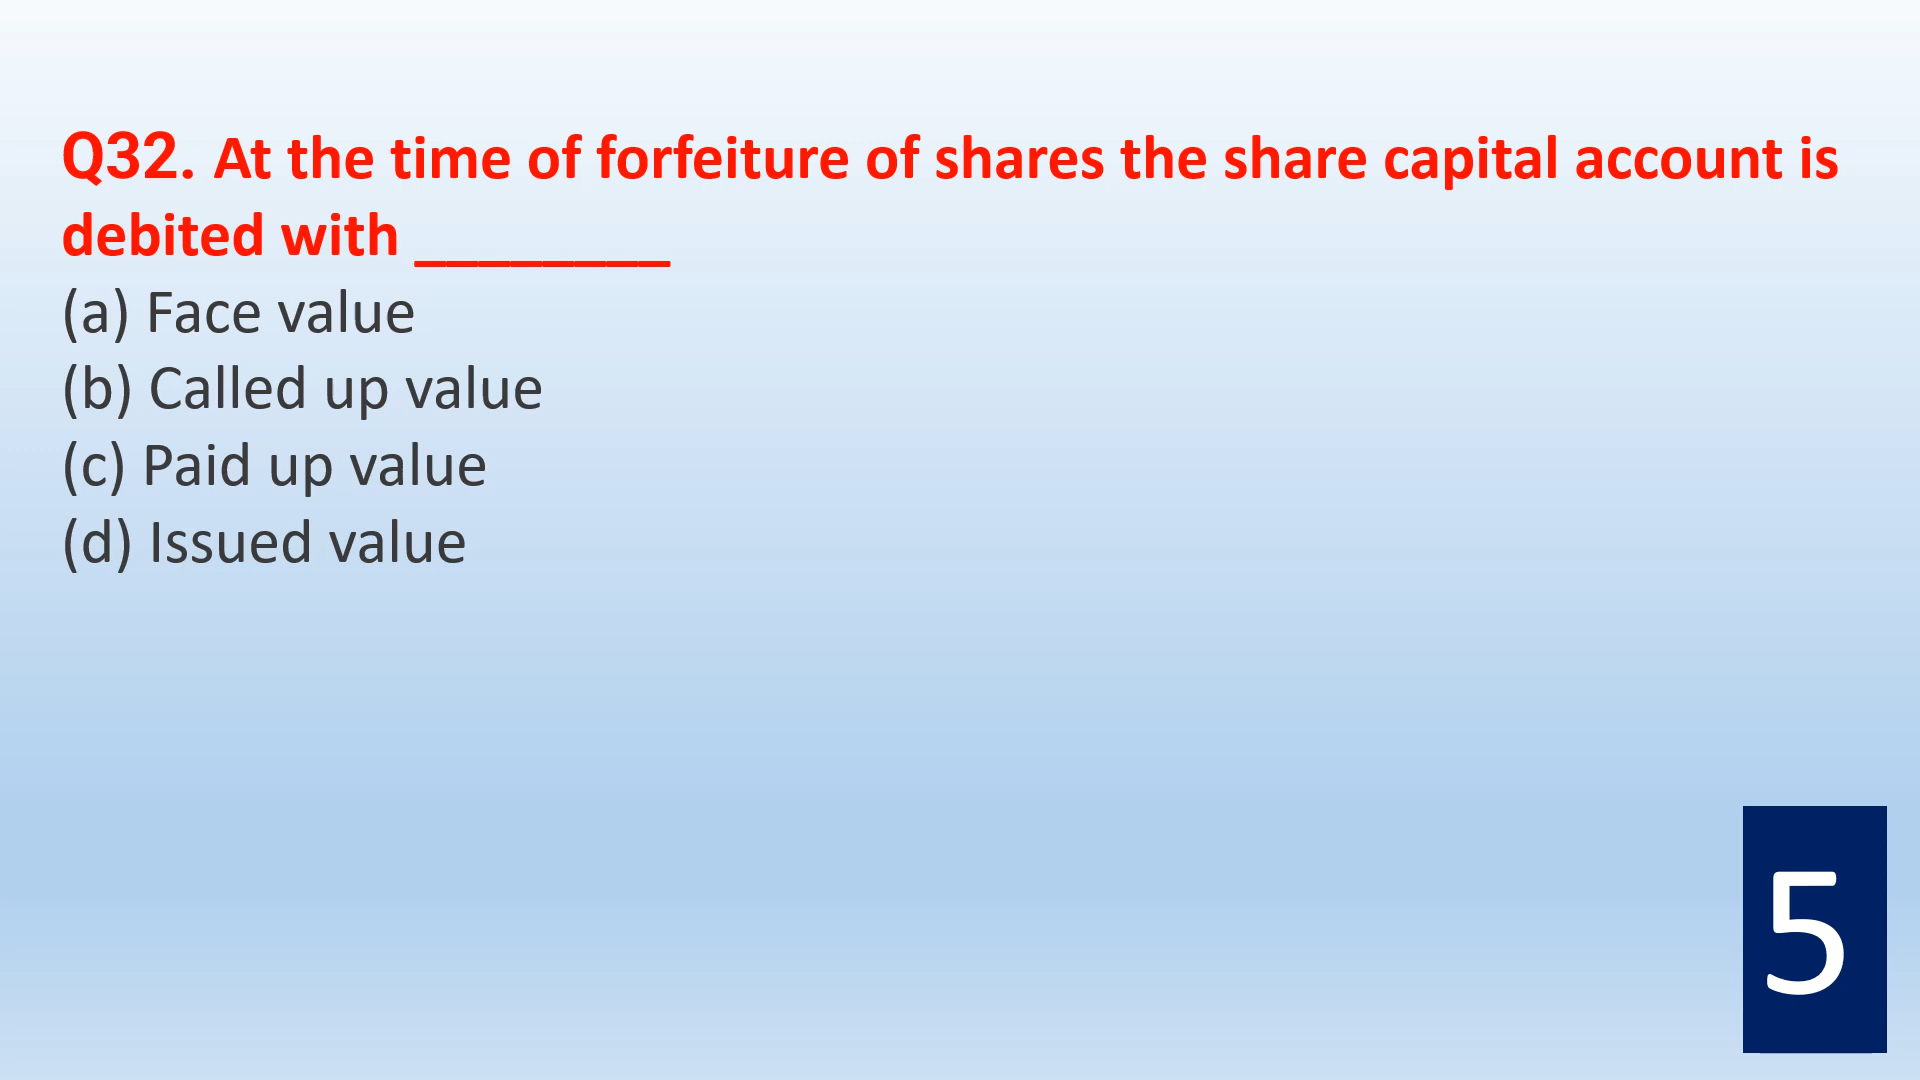 Q32. At the time of forfeiture of shares the share capital account is
debited with ________
(a) Face value
(b) Called up value
(c) Paid up value
(d) Issued value
5